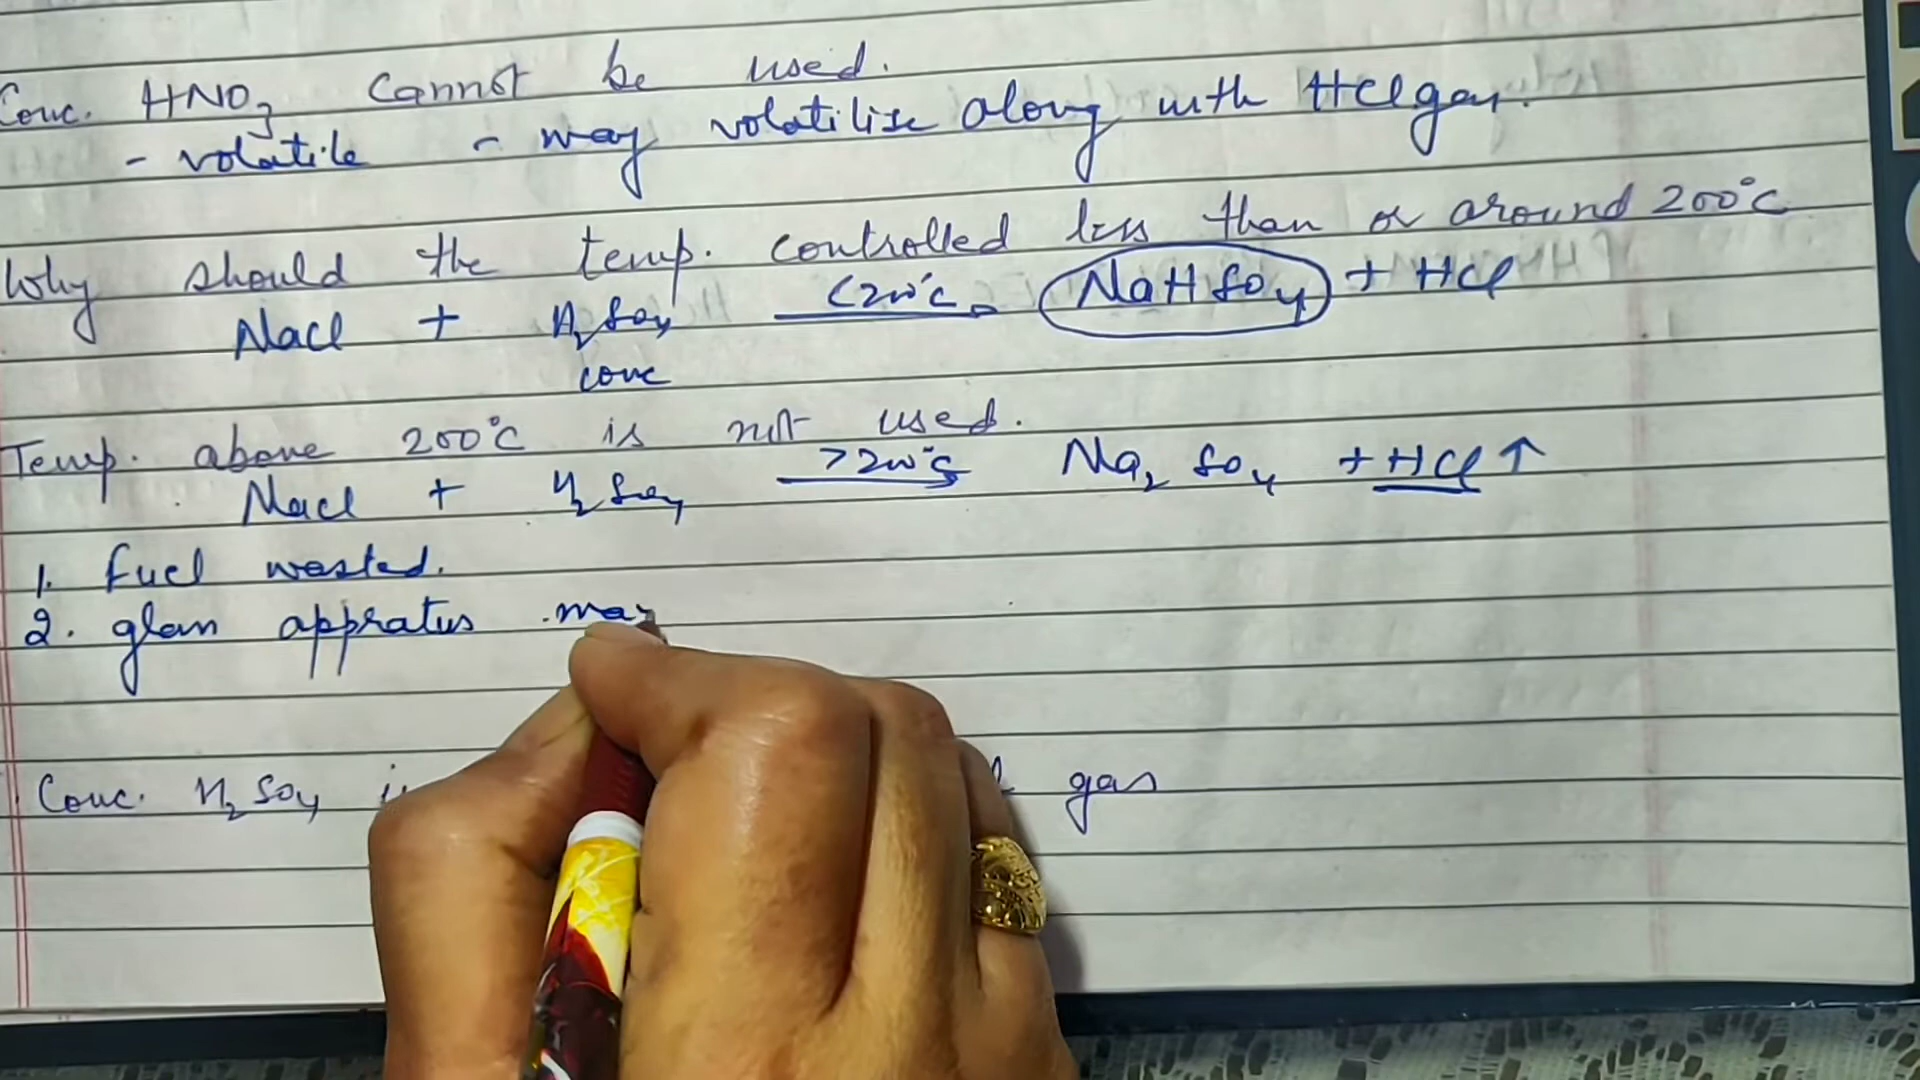 Conc. HNO3 cannot be used.
- volatile - may volatilise along with HCl gas.
Why should the temp. controlled less than or around 200°C
NaCl + H2SO4 <200°C NaHSO4 + HCl
conc
Temp. above 200°C is not used.
NaCl + H2SO4 >200°C Na2SO4 + HCl ↑
1. fuel wasted.
2. glass appratus may
Conc. H2SO4 gas